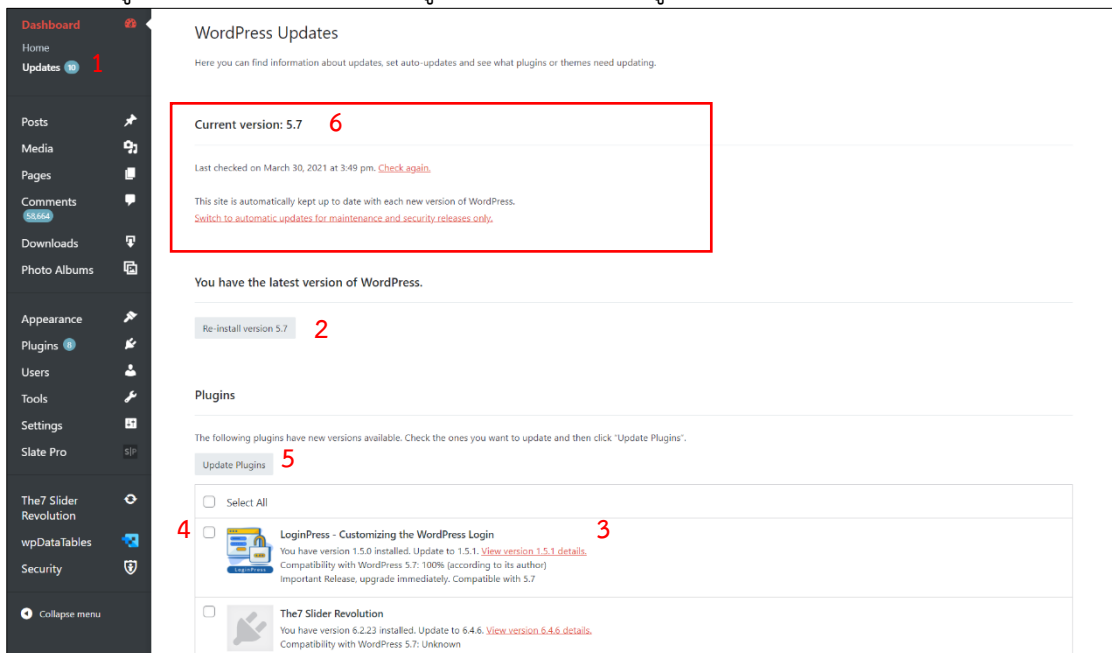 Dashboard
Home
Updates 10
1
Posts
Media
Pages
Comments
58,664
Downloads
Photo Albums
Appearance
Plugins 8
Users
Tools
Settings
Slate Pro
S|P
The7 Slider
Revolution
wpDataTables
Security
Collapse menu
WordPress Updates
Here you can find information about updates, set auto-updates and see what plugins or themes need updating.
Current version: 5.7
6
Last checked on March 30, 2021 at 3:49 pm. Check again.
This site is automatically kept up to date with each new version of WordPress.
Switch to automatic updates for maintenance and security releases only.
You have the latest version of WordPress.
Re-install version 5.7
2
Plugins
The following plugins have new versions available. Check the ones you want to update and then click "Update Plugins".
Update Plugins
5
Select All
4
LoginPress - Customizing the WordPress Login
3
You have version 1.5.0 installed. Update to 1.5.1. View version 1.5.1 details.
Compatibility with WordPress 5.7: 100% (according to its author)
Important Release, upgrade immediately. Compatible with 5.7
LoginPress
The7 Slider Revolution
You have version 6.2.23 installed. Update to 6.4.6. View version 6.4.6 details.
Compatibility with WordPress 5.7: Unknown